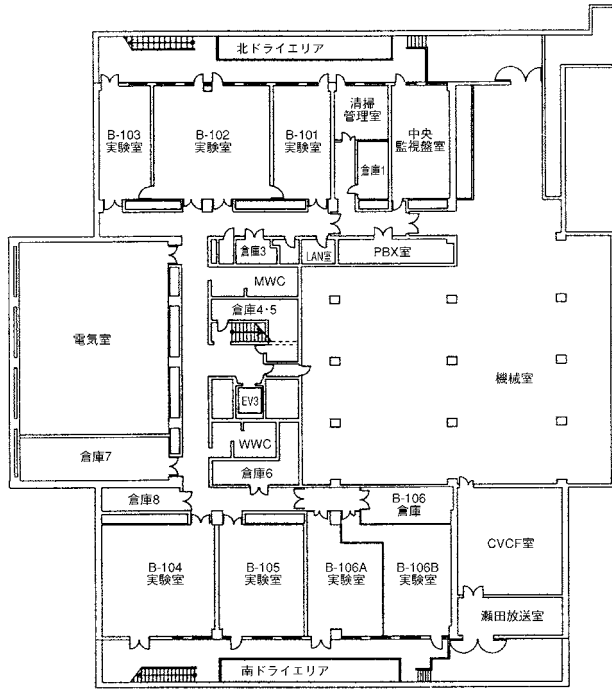 北ドライエリア
清掃
管理室
B-103
実験室
B-102
実験室
B-101
実験室
中央
監視盤室
倉庫1
倉庫3
LAN室
PBX室
MWC
倉庫4・5
電気室
機械室
EV3
WWC
倉庫7
倉庫6
倉庫8
B-106
倉庫
CVCF室
B-104
実験室
B-105
実験室
B-106A
実験室
B-106B
実験室
瀬田放送室
南ドライエリア